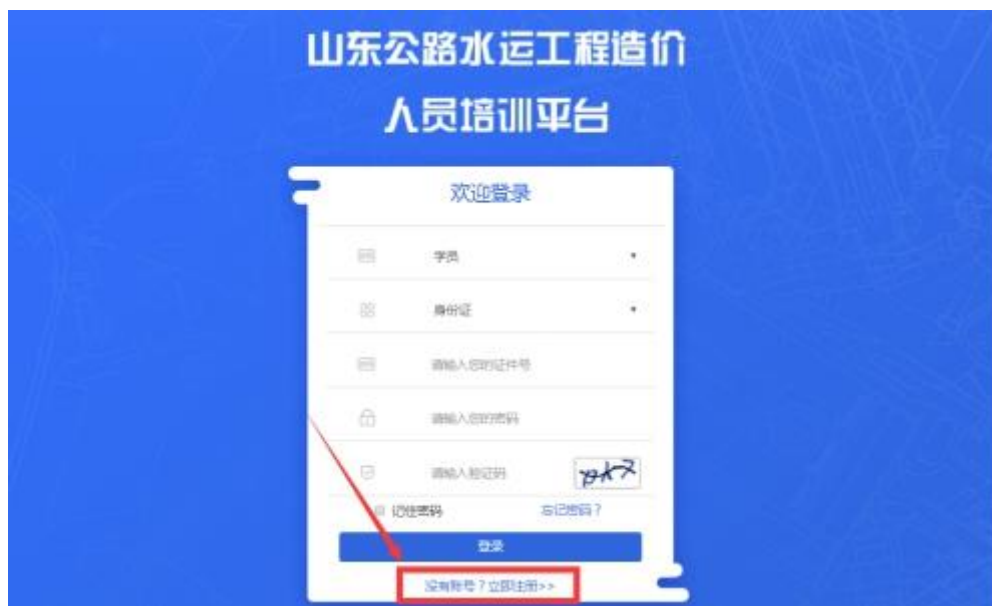 山东公路水运工程造价
人员培训平台
欢迎登录
学员
身份证
请输入您的证件号
请输入您的密码
请输入验证码
记住密码 忘记密码？
登录
没有账号？立即注册>>